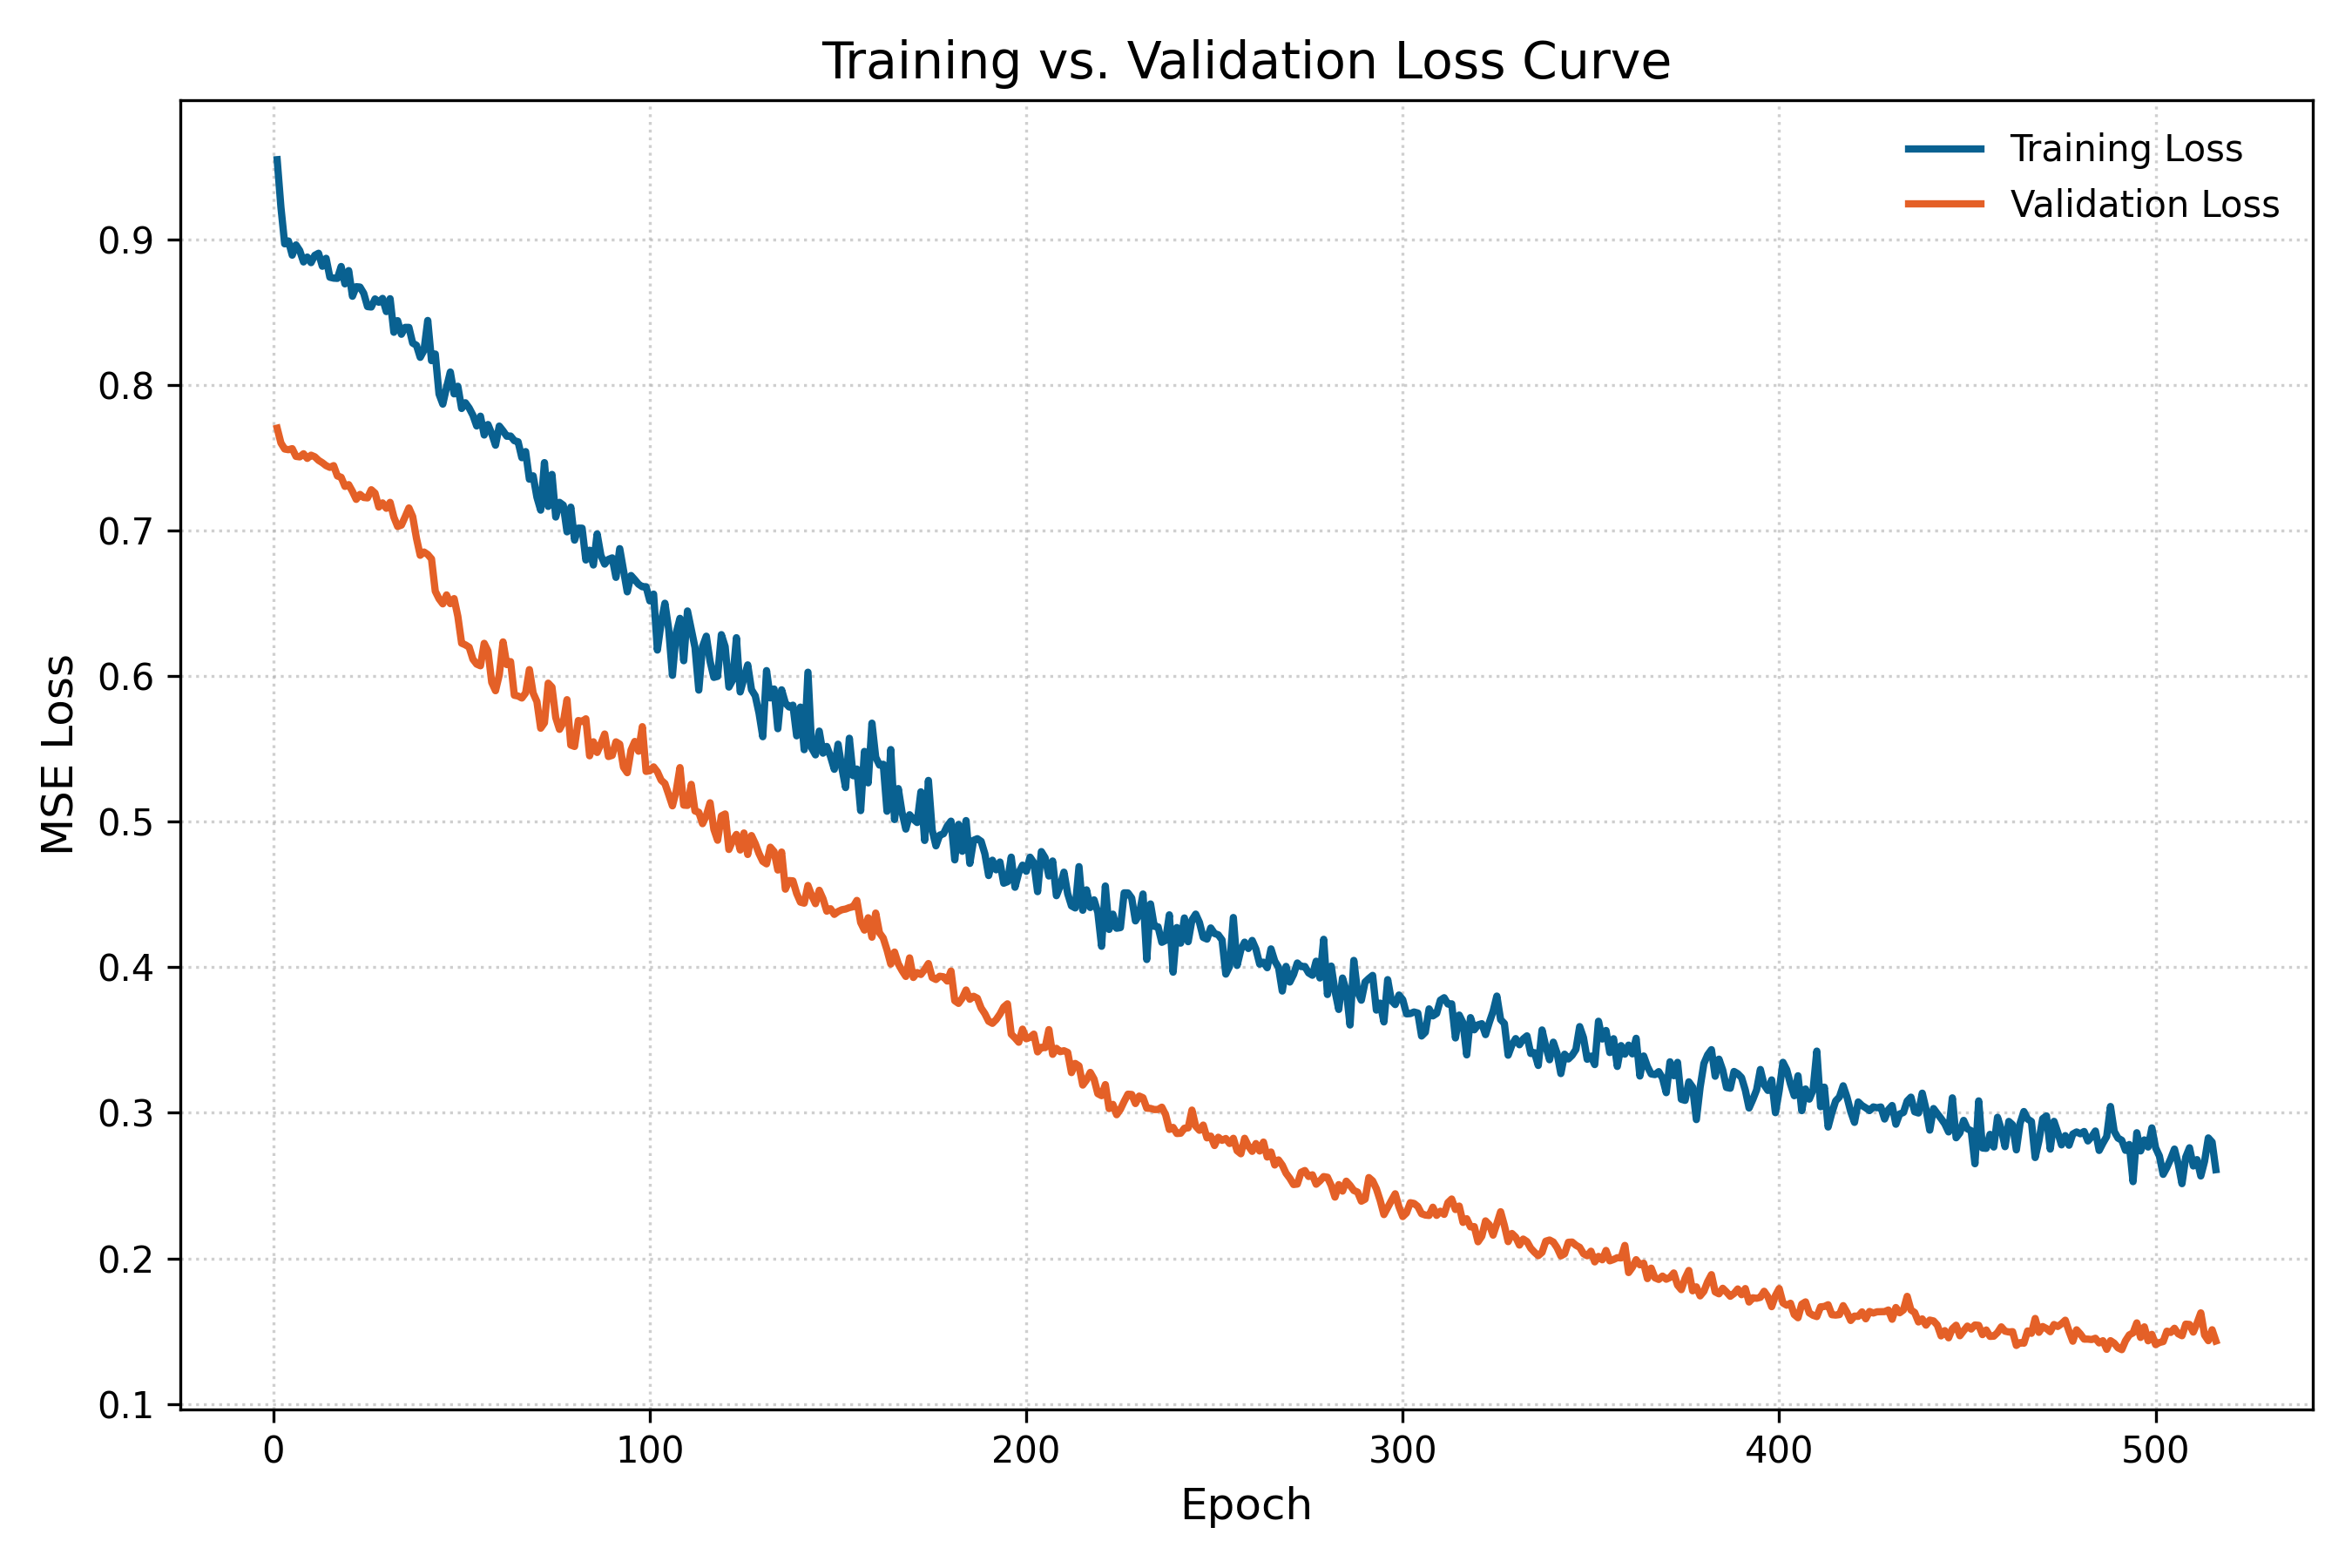 Training vs. Validation Loss Curve
Training Loss
Validation Loss
MSE Loss
0.9
0.8
0.7
0.6
0.5
0.4
0.3
0.2
0.1
0 100 200 300 400 500
Epoch